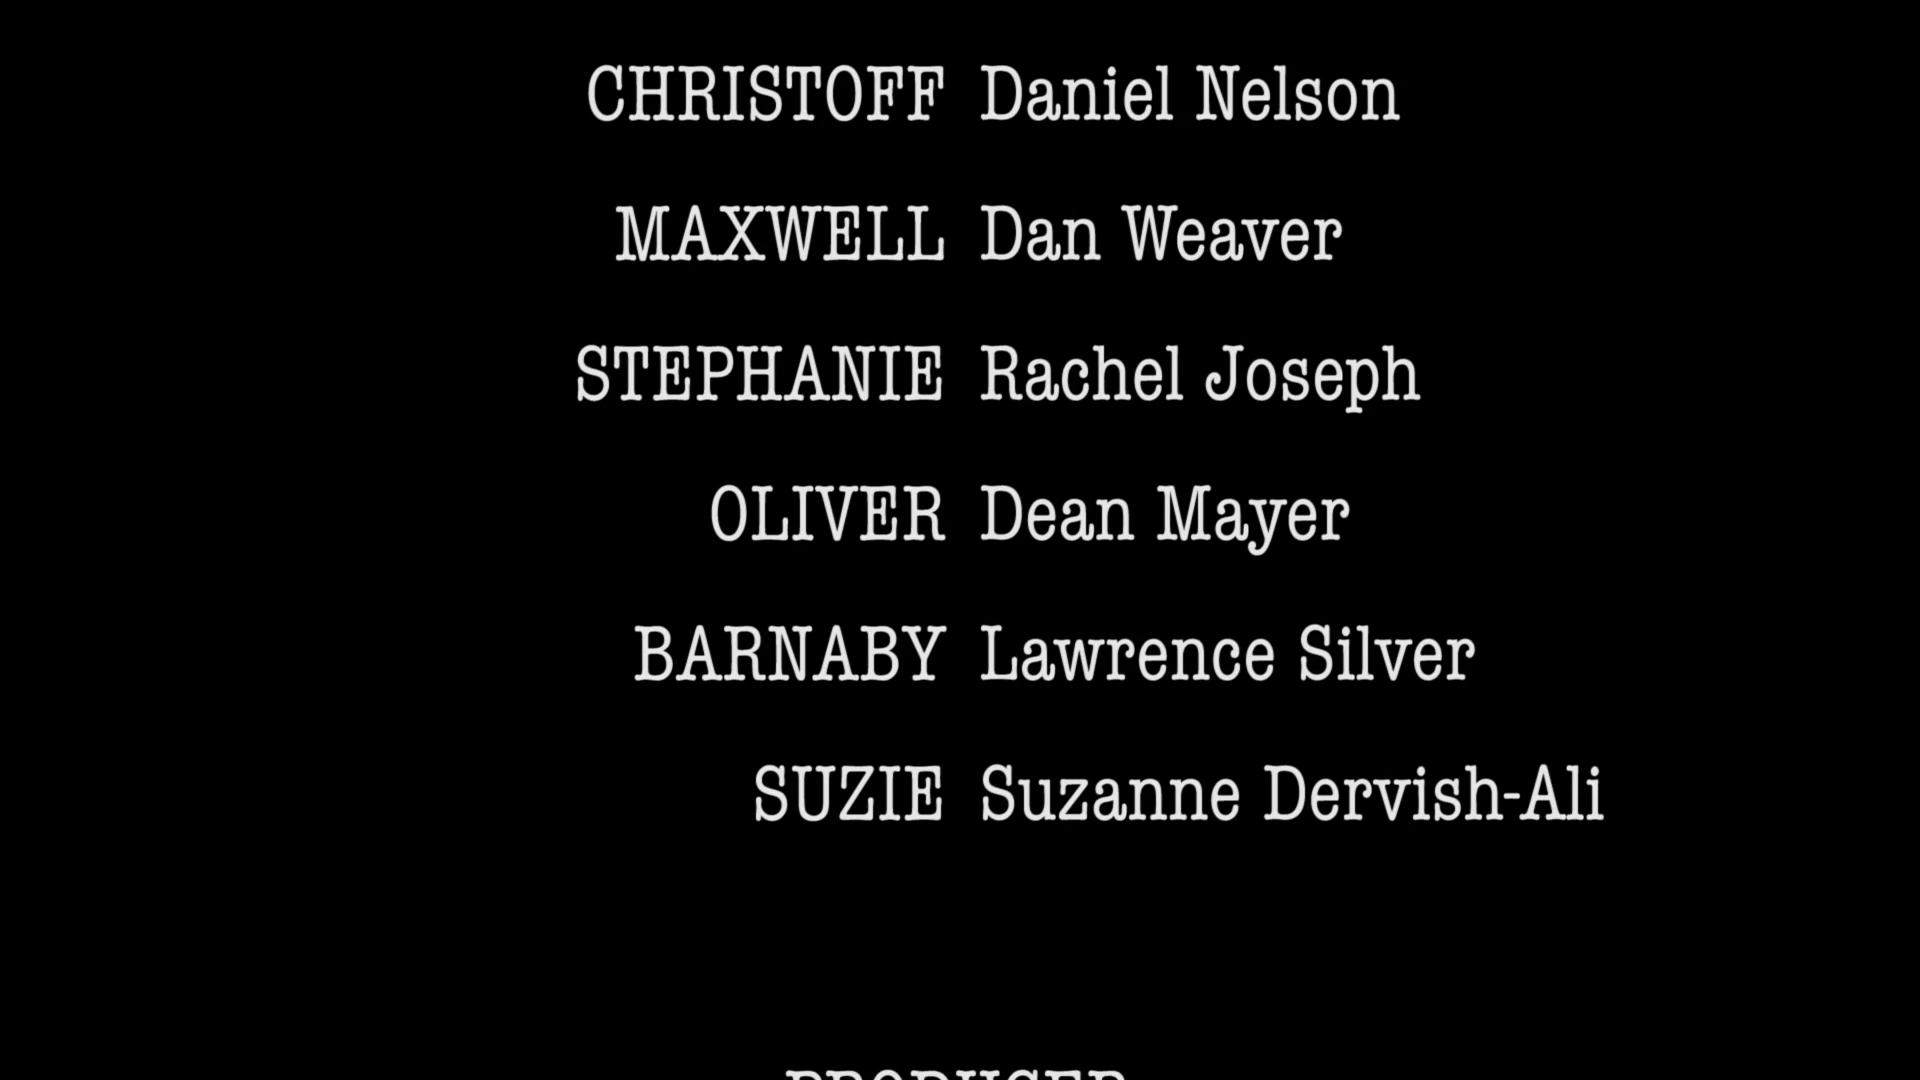 CHRISTOFF Daniel Nelson
MAXWELL Dan Weaver
STEPHANIE Rachel Joseph
OLIVER Dean Mayer
BARNABY Lawrence Silver
SUZIE Suzanne Dervish-Ali
PRODUCER